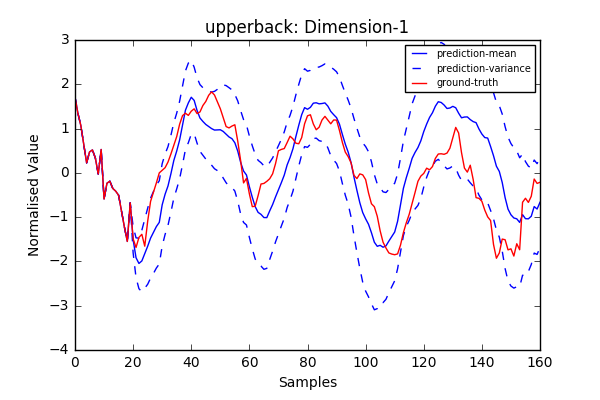 upperback: Dimension-1
prediction-mean
prediction-variance
ground-truth
Normalised Value
3
2
1
0
−1
−2
−3
−4
0 20 40 60 80 100 120 140 160
Samples